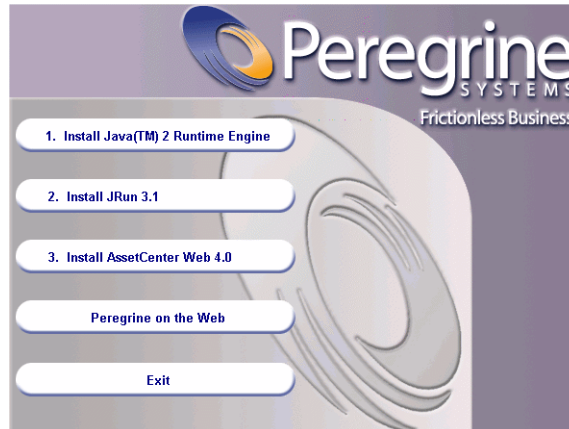 Peregrine
SYSTEMS
Frictionless Business
1. Install Java(TM) 2 Runtime Engine
2. Install JRun 3.1
3. Install AssetCenter Web 4.0
Peregrine on the Web
Exit